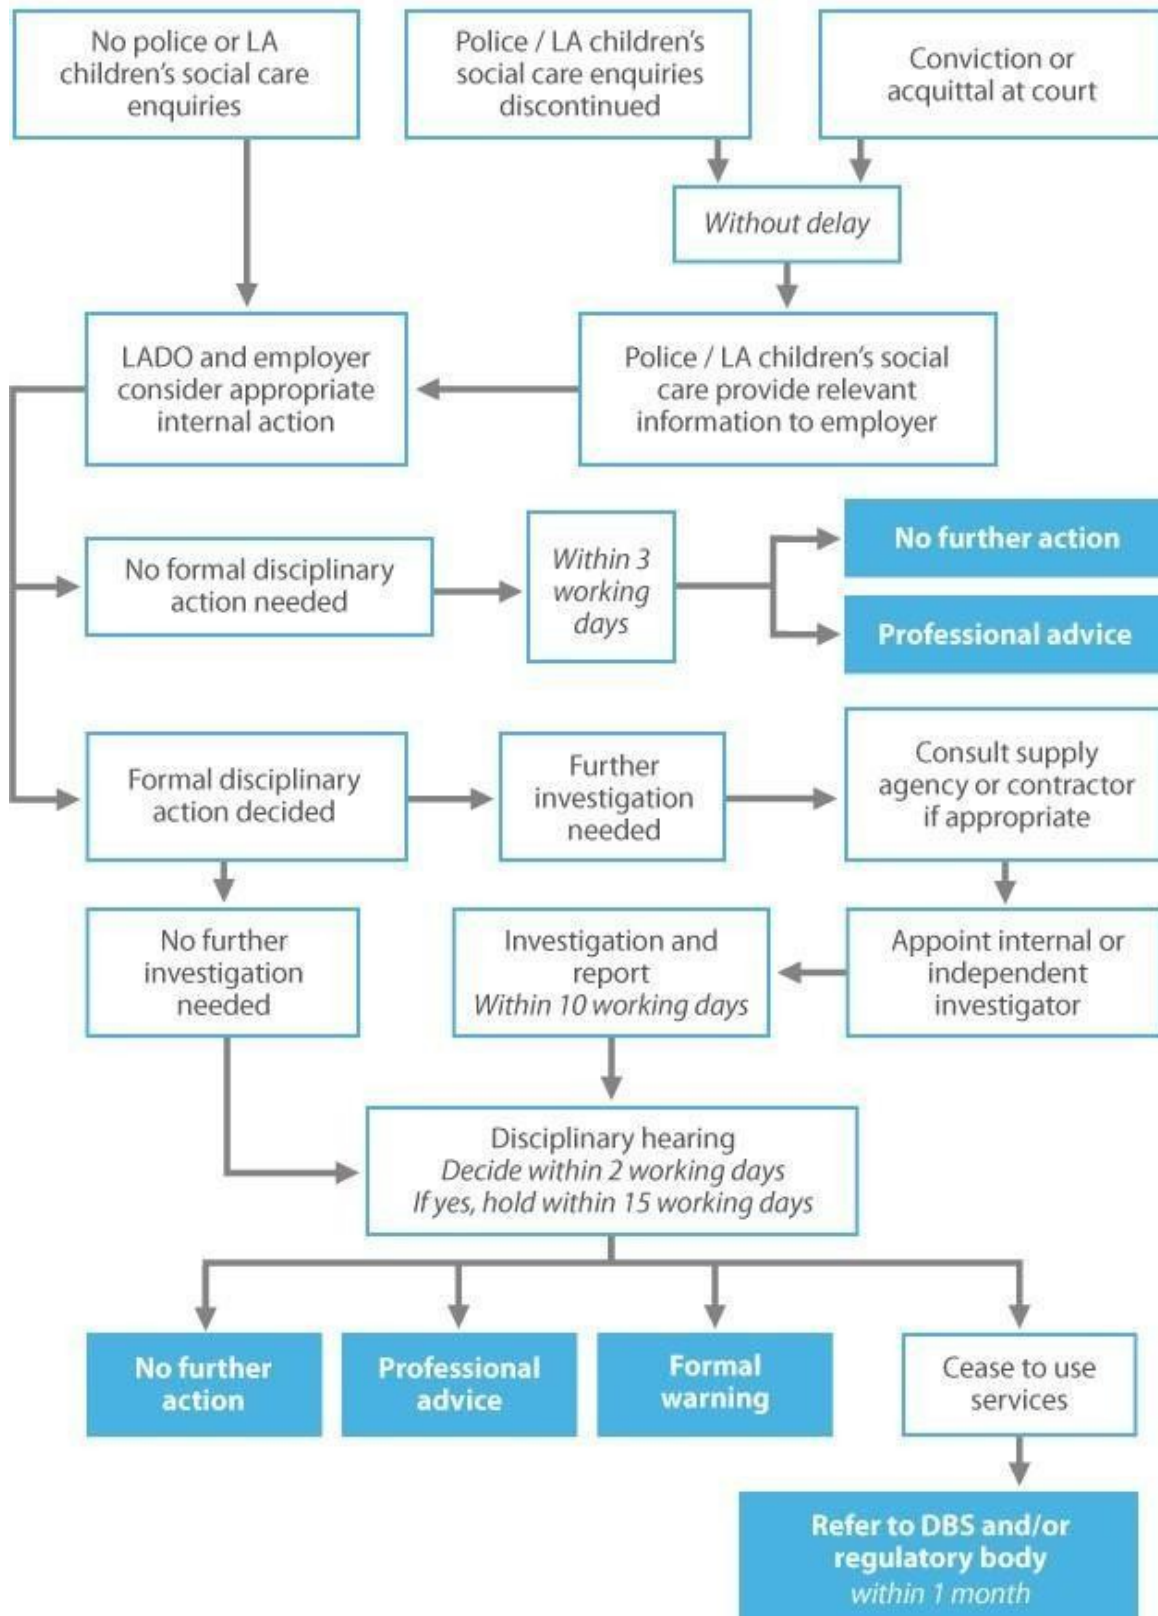 No police or LA
children’s social care
enquiries
Police / LA children’s
social care enquiries
discontinued
Conviction or
acquittal at court
Without delay
LADO and employer
consider appropriate
internal action
Police / LA children’s social
care provide relevant
information to employer
No formal disciplinary
action needed
Within 3
working
days
No further action
Professional advice
Formal disciplinary
action decided
Further
investigation
needed
Consult supply
agency or contractor
if appropriate
No further
investigation
needed
Investigation and
report
Within 10 working days
Appoint internal or
independent
investigator
Disciplinary hearing
Decide within 2 working days
If yes, hold within 15 working days
No further
action
Professional
advice
Formal
warning
Cease to use
services
Refer to DBS and/or
regulatory body
within 1 month